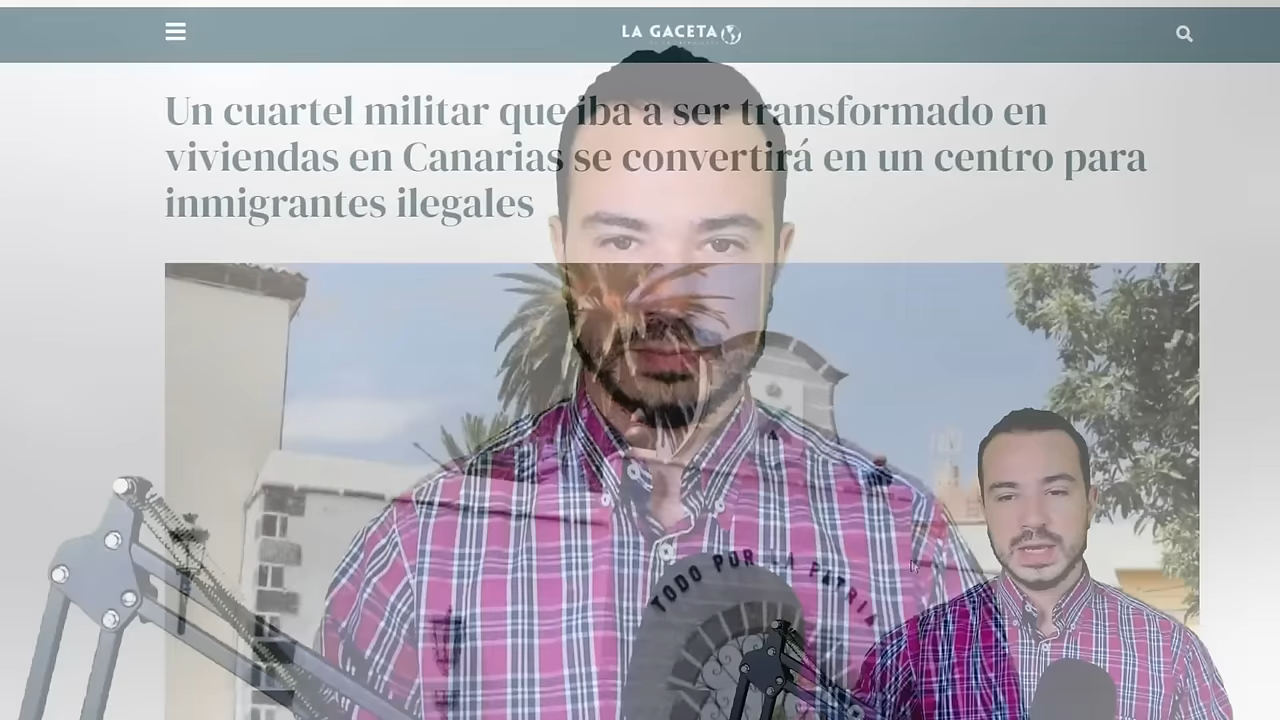 LA GACETA
Un cuartel militar que iba a ser transformado en
viviendas en Canarias se convertirá en un centro para
inmigrantes ilegales
TODO POR LA PATRIA